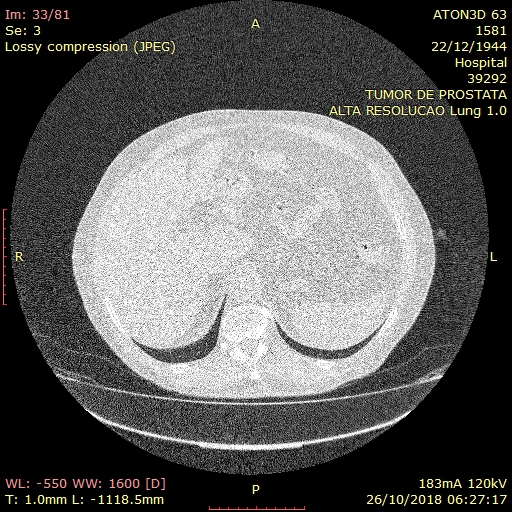 Im: 33/81
Se: 3
Lossy compression (JPEG)
A
ATON3D 63
1581
22/12/1944
Hospital
39292
TUMOR DE PROSTATA
ALTA RESOLUCAO Lung 1.0
R
L
WL: -550 WW: 1600 [D]
T: 1.0mm L: -1118.5mm
P
183mA 120kV
26/10/2018 06:27:17